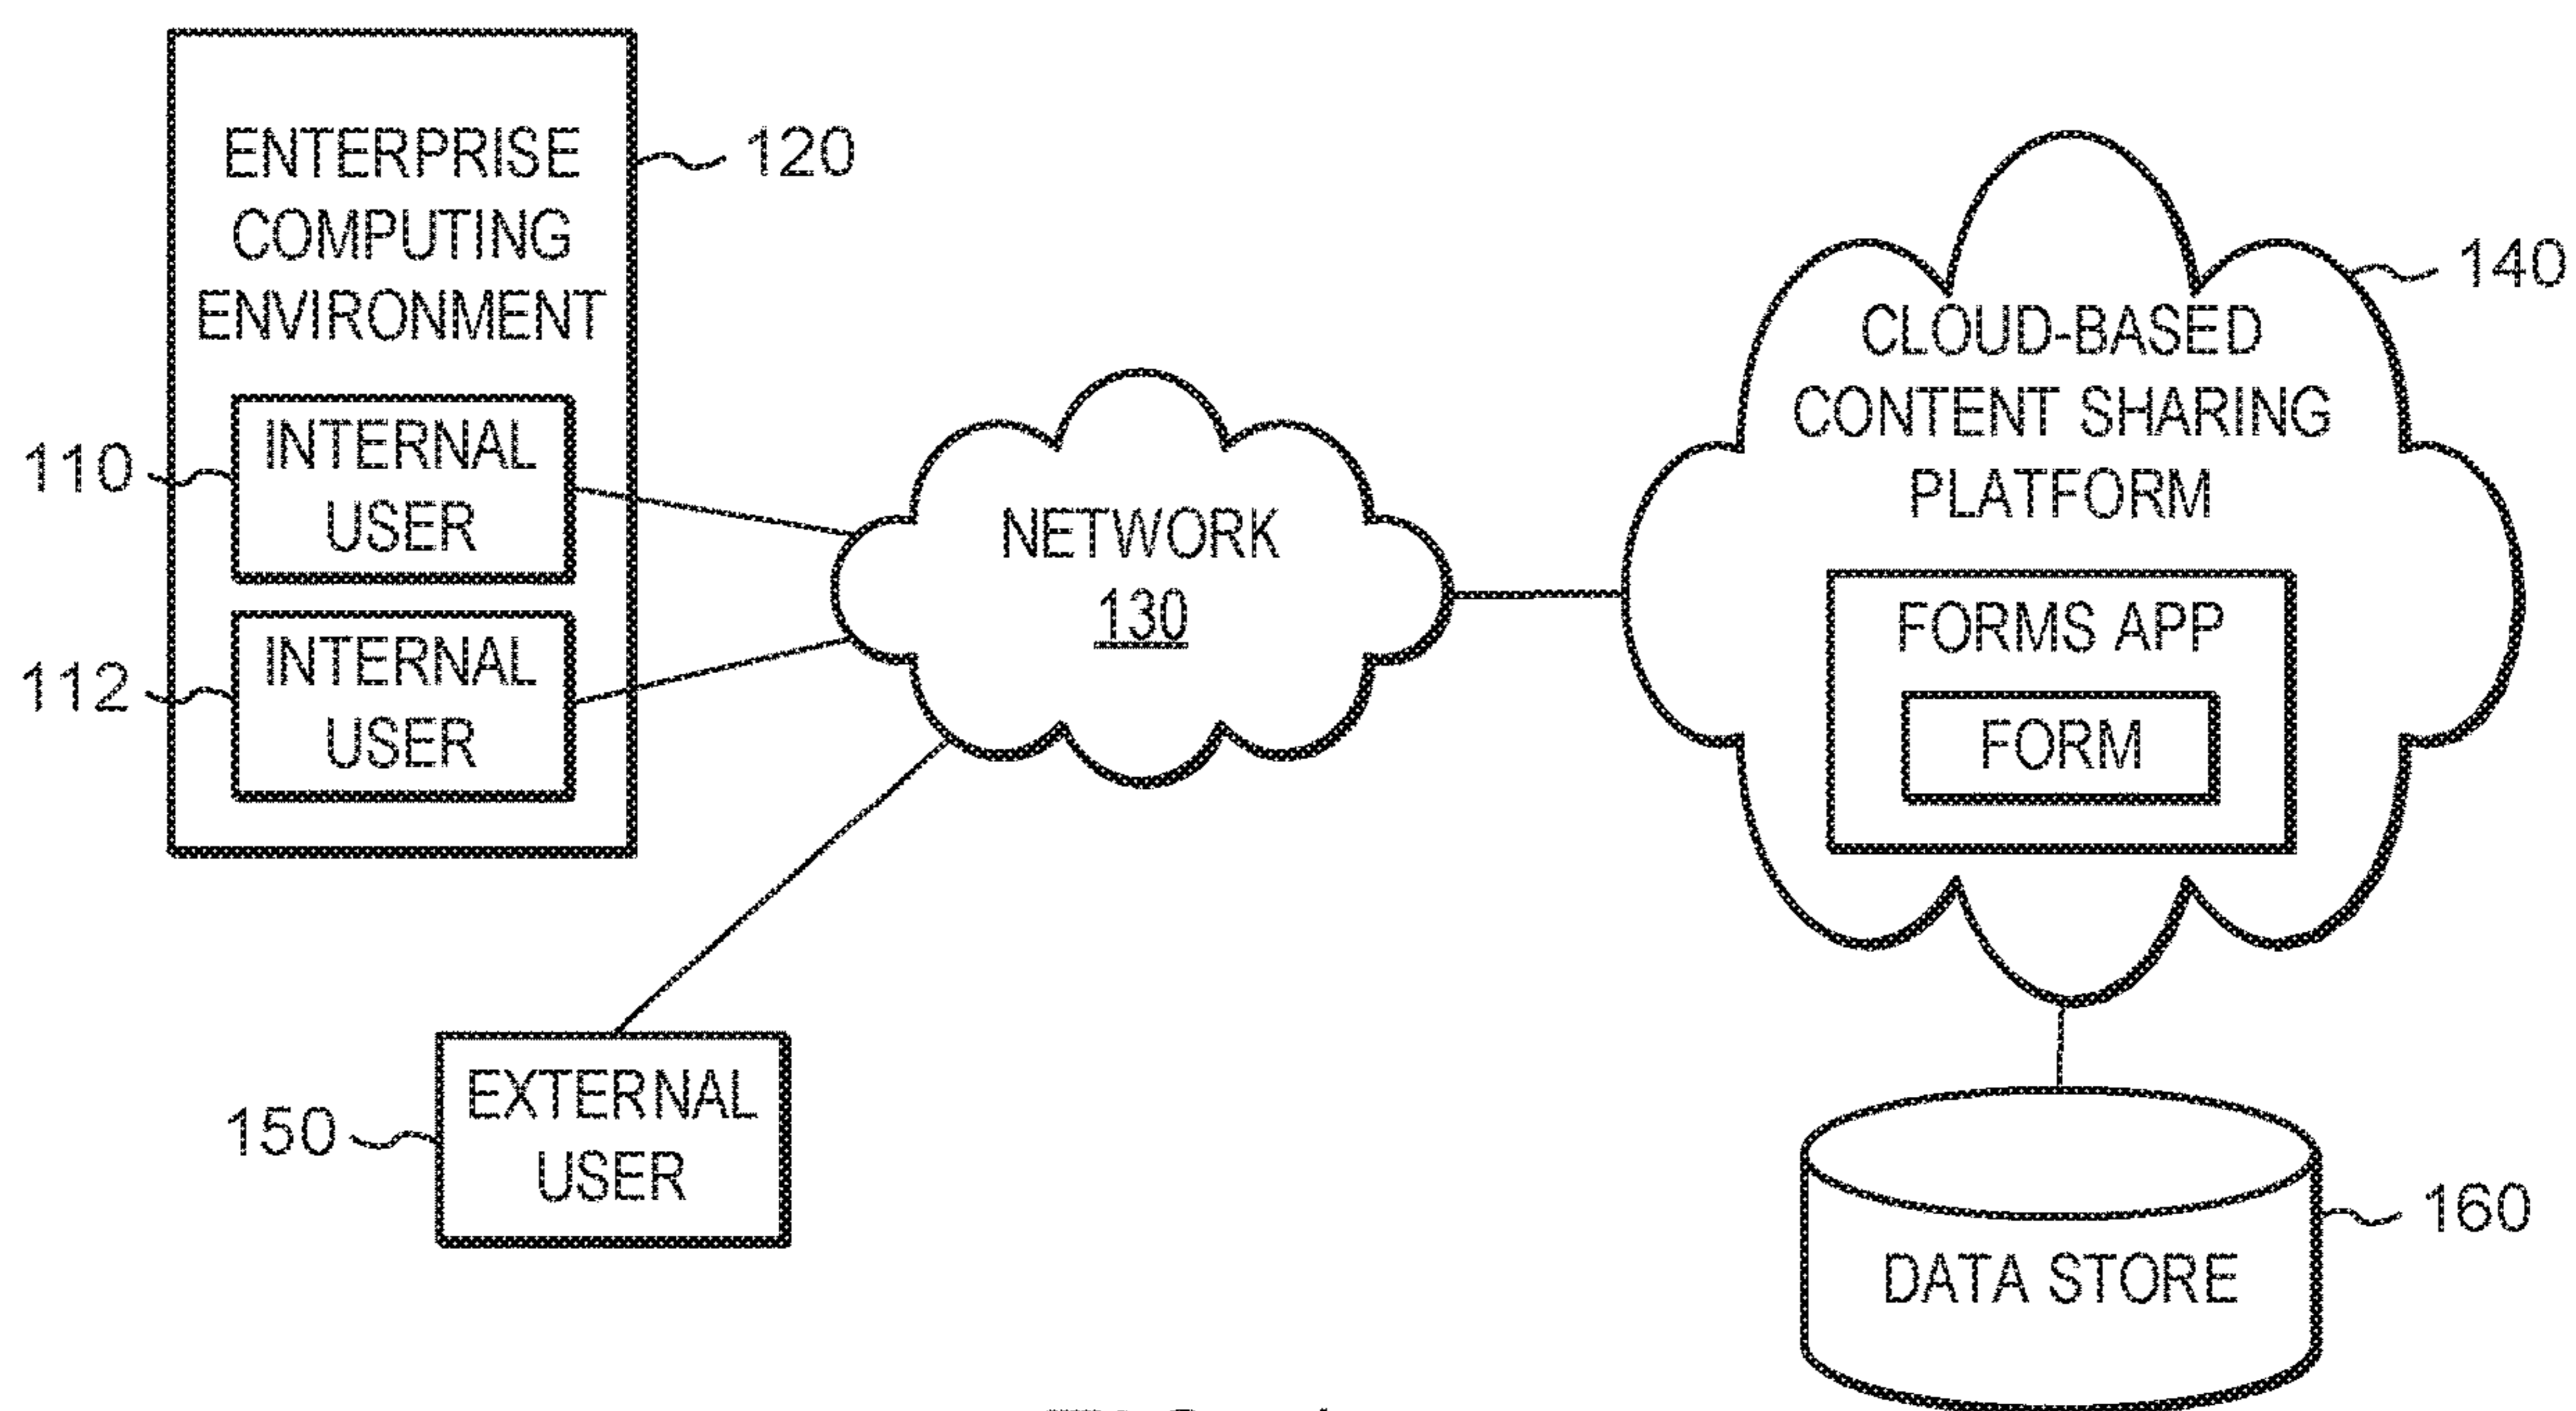 ENTERPRISE
COMPUTING
ENVIRONMENT
120
110
INTERNAL
USER
112
INTERNAL
USER
NETWORK
130
140
CLOUD-BASED
CONTENT SHARING
PLATFORM
FORMS APP
FORM
150
EXTERNAL
USER
160
DATA STORE